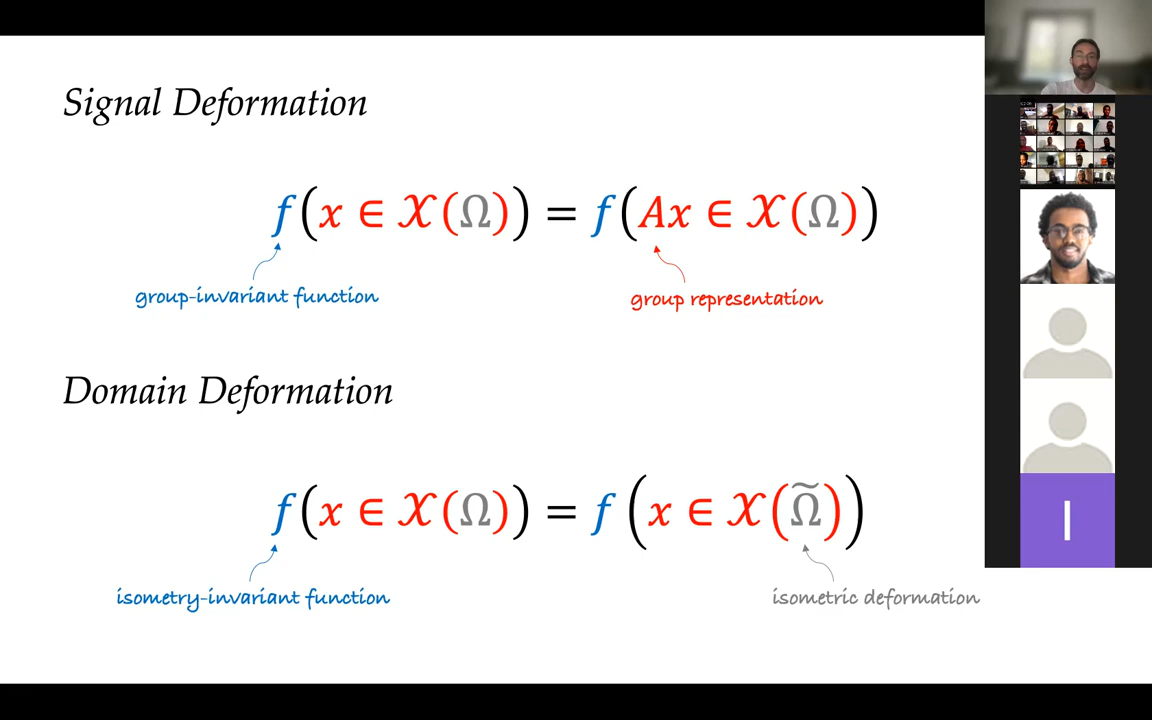 Signal Deformation
f(x ∈ 𝒳(Ω)) = f(Ax ∈ 𝒳(Ω))
group-invariant function
group representation
Domain Deformation
f(x ∈ 𝒳(Ω)) = f(x ∈ 𝒳(Ω̃))
isometry-invariant function
isometric deformation
I